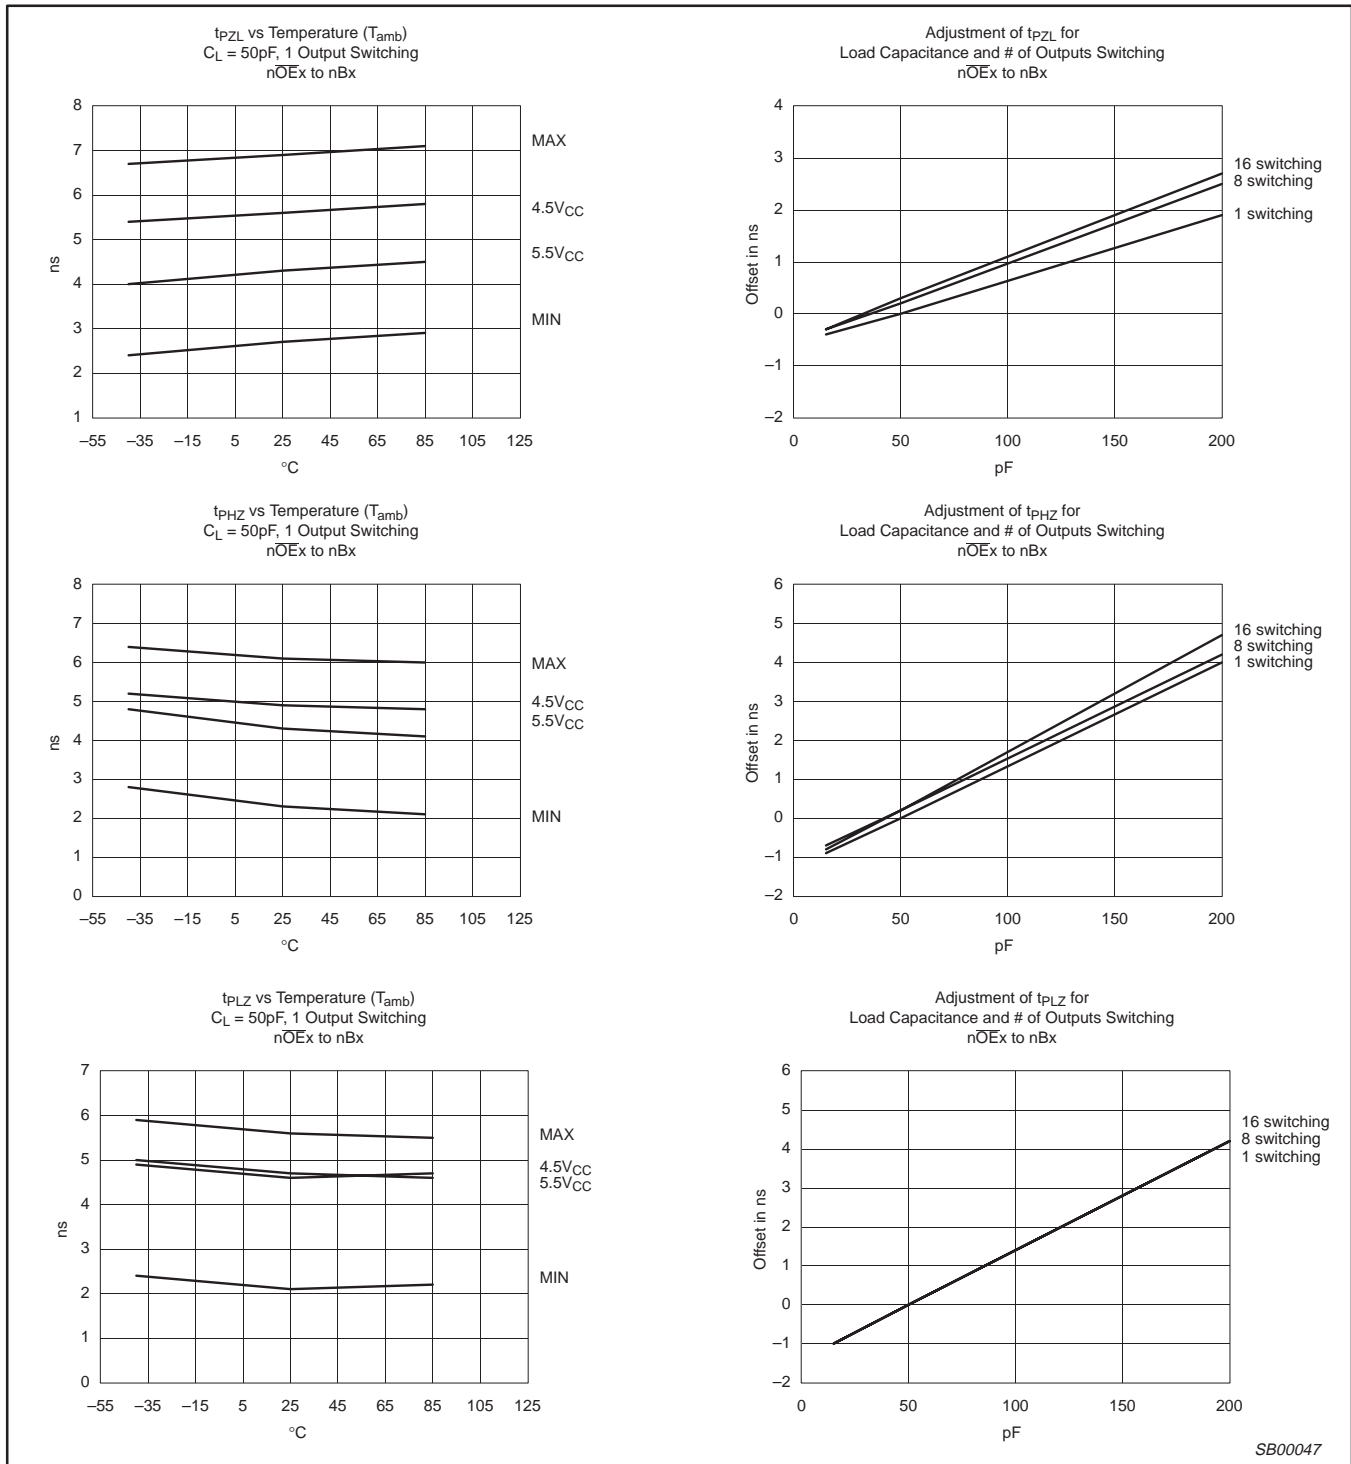 tPZL vs Temperature (Tamb)
CL = 50pF, 1 Output Switching
nOEx to nBx
8
7
6
5
4
3
2
1
ns
MAX
4.5VCC
5.5VCC
MIN
–55 –35 –15 5 25 45 65 85 105 125
°C
Adjustment of tPZL for
Load Capacitance and # of Outputs Switching
nOEx to nBx
4
3
2
1
0
–1
–2
Offset in ns
16 switching
8 switching
1 switching
0 50 100 150 200
pF
tPHZ vs Temperature (Tamb)
CL = 50pF, 1 Output Switching
nOEx to nBx
8
7
6
5
4
3
2
1
0
ns
MAX
4.5VCC
5.5VCC
MIN
–55 –35 –15 5 25 45 65 85 105 125
°C
Adjustment of tPHZ for
Load Capacitance and # of Outputs Switching
nOEx to nBx
6
5
4
3
2
1
0
–1
–2
Offset in ns
16 switching
8 switching
1 switching
0 50 100 150 200
pF
tPLZ vs Temperature (Tamb)
CL = 50pF, 1 Output Switching
nOEx to nBx
7
6
5
4
3
2
1
0
ns
MAX
4.5VCC
5.5VCC
MIN
–55 –35 –15 5 25 45 65 85 105 125
°C
Adjustment of tPLZ for
Load Capacitance and # of Outputs Switching
nOEx to nBx
6
5
4
3
2
1
0
–1
–2
Offset in ns
16 switching
8 switching
1 switching
0 50 100 150 200
pF
SB00047